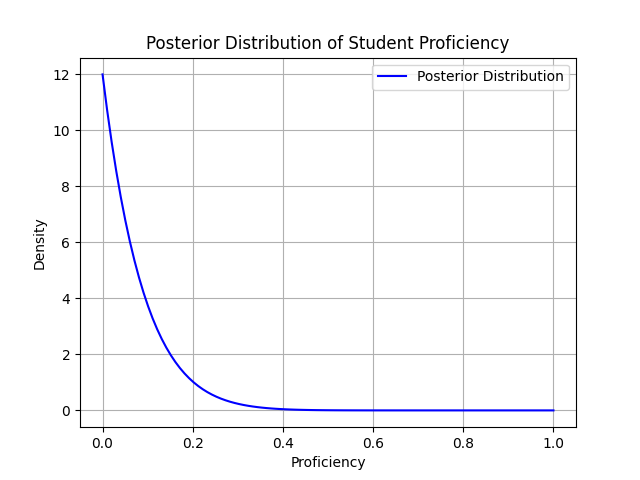 Posterior Distribution of Student Proficiency
Posterior Distribution
12
10
8
6
4
2
0
Density
0.0 0.2 0.4 0.6 0.8 1.0
Proficiency